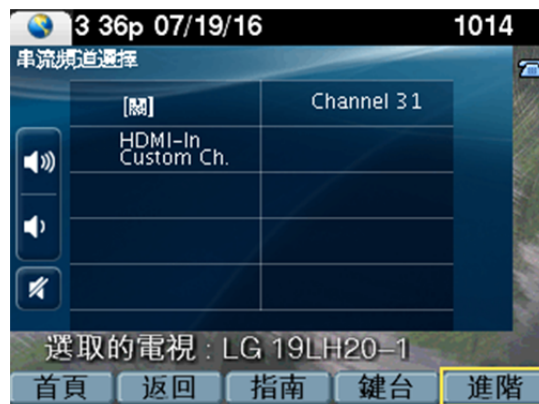 3 36p 07/19/16 1014
串流頻道選擇
[關] Channel 31
HDMI-In
Custom Ch.
選取的電視 : LG 19LH20-1
首頁 返回 指南 鍵台 進階